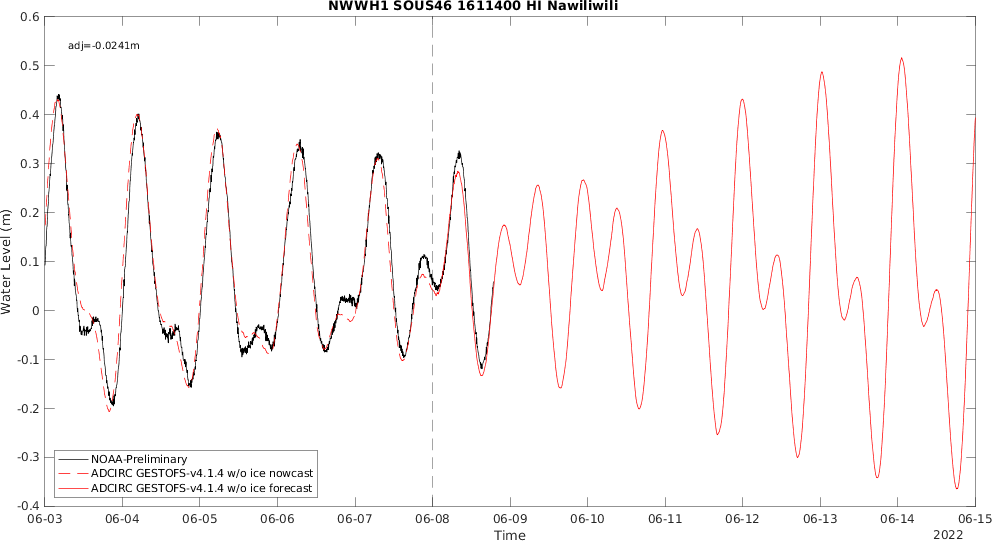 NWWH1 SOUS46 1611400 HI Nawiliwili
adj=-0.0241m
Water Level (m)
0.6
0.5
0.4
0.3
0.2
0.1
0
-0.1
-0.2
-0.3
-0.4
NOAA-Preliminary
ADCIRC GESTOFS-v4.1.4 w/o ice nowcast
ADCIRC GESTOFS-v4.1.4 w/o ice forecast
06-03 06-04 06-05 06-06 06-07 06-08 06-09 06-10 06-11 06-12 06-13 06-14 06-15
Time
2022